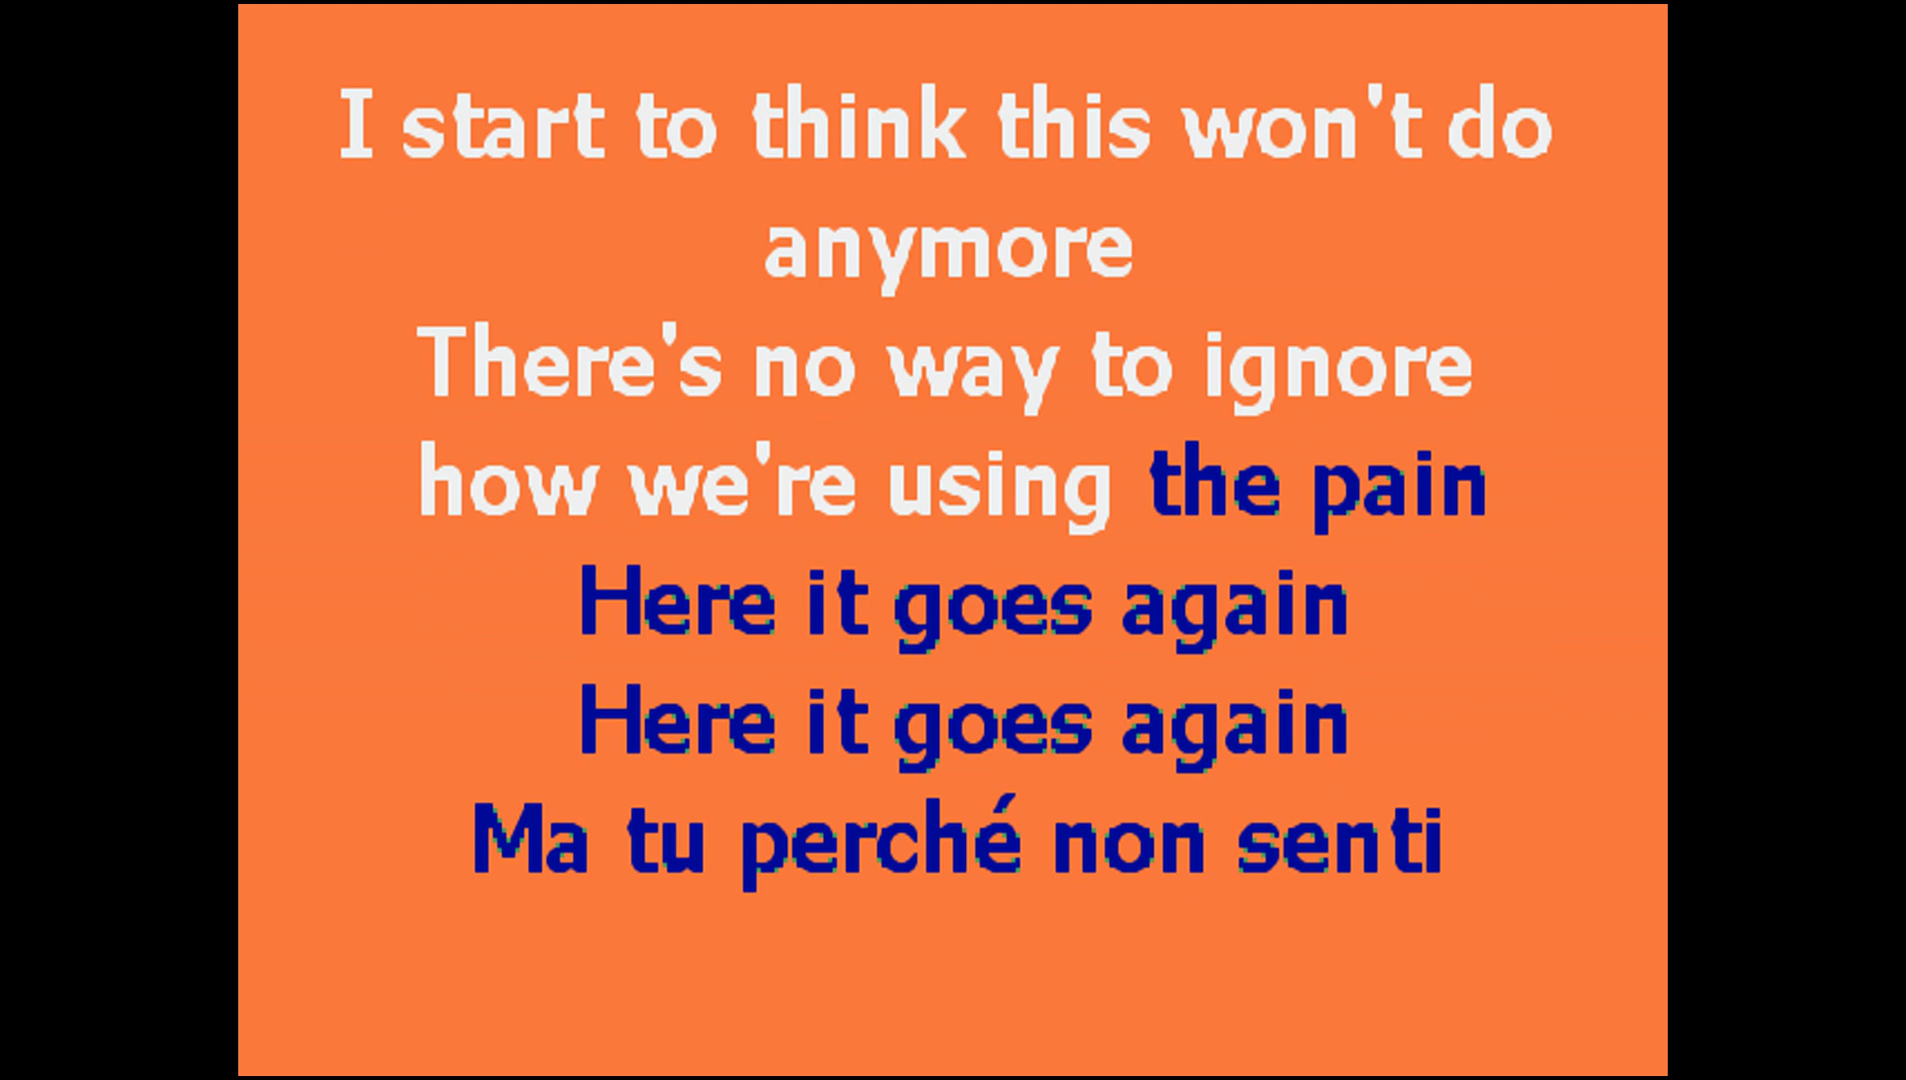 I start to think this won't do
anymore
There's no way to ignore
how we're using the pain
Here it goes again
Here it goes again
Ma tu perché non senti